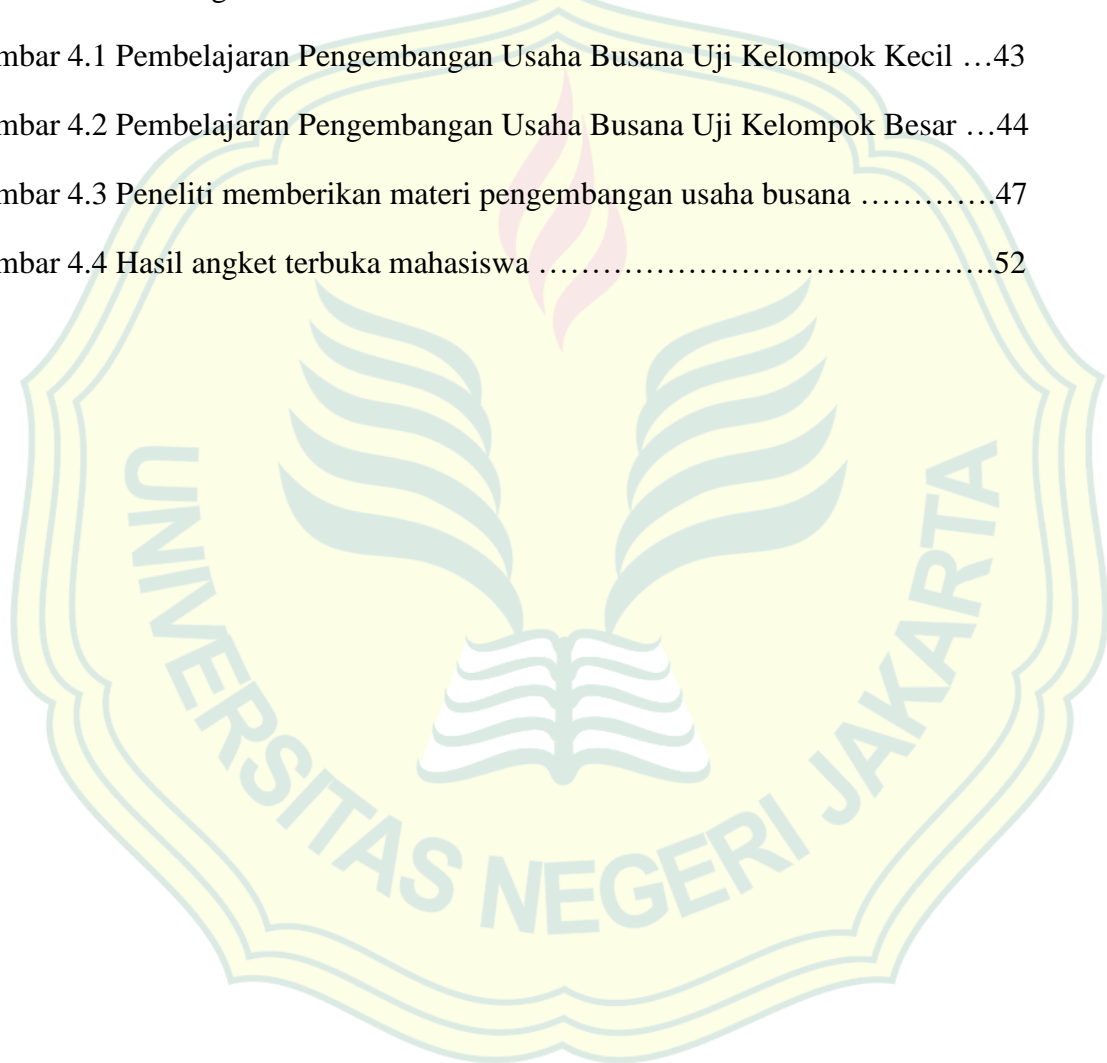 mbar 4.1 Pembelajaran Pengembangan Usaha Busana Uji Kelompok Kecil …43
mbar 4.2 Pembelajaran Pengembangan Usaha Busana Uji Kelompok Besar …44
mbar 4.3 Peneliti memberikan materi pengembangan usaha busana ………….47
mbar 4.4 Hasil angket terbuka mahasiswa …………………………………….52
UNIVERSITAS NEGERI JAKARTA